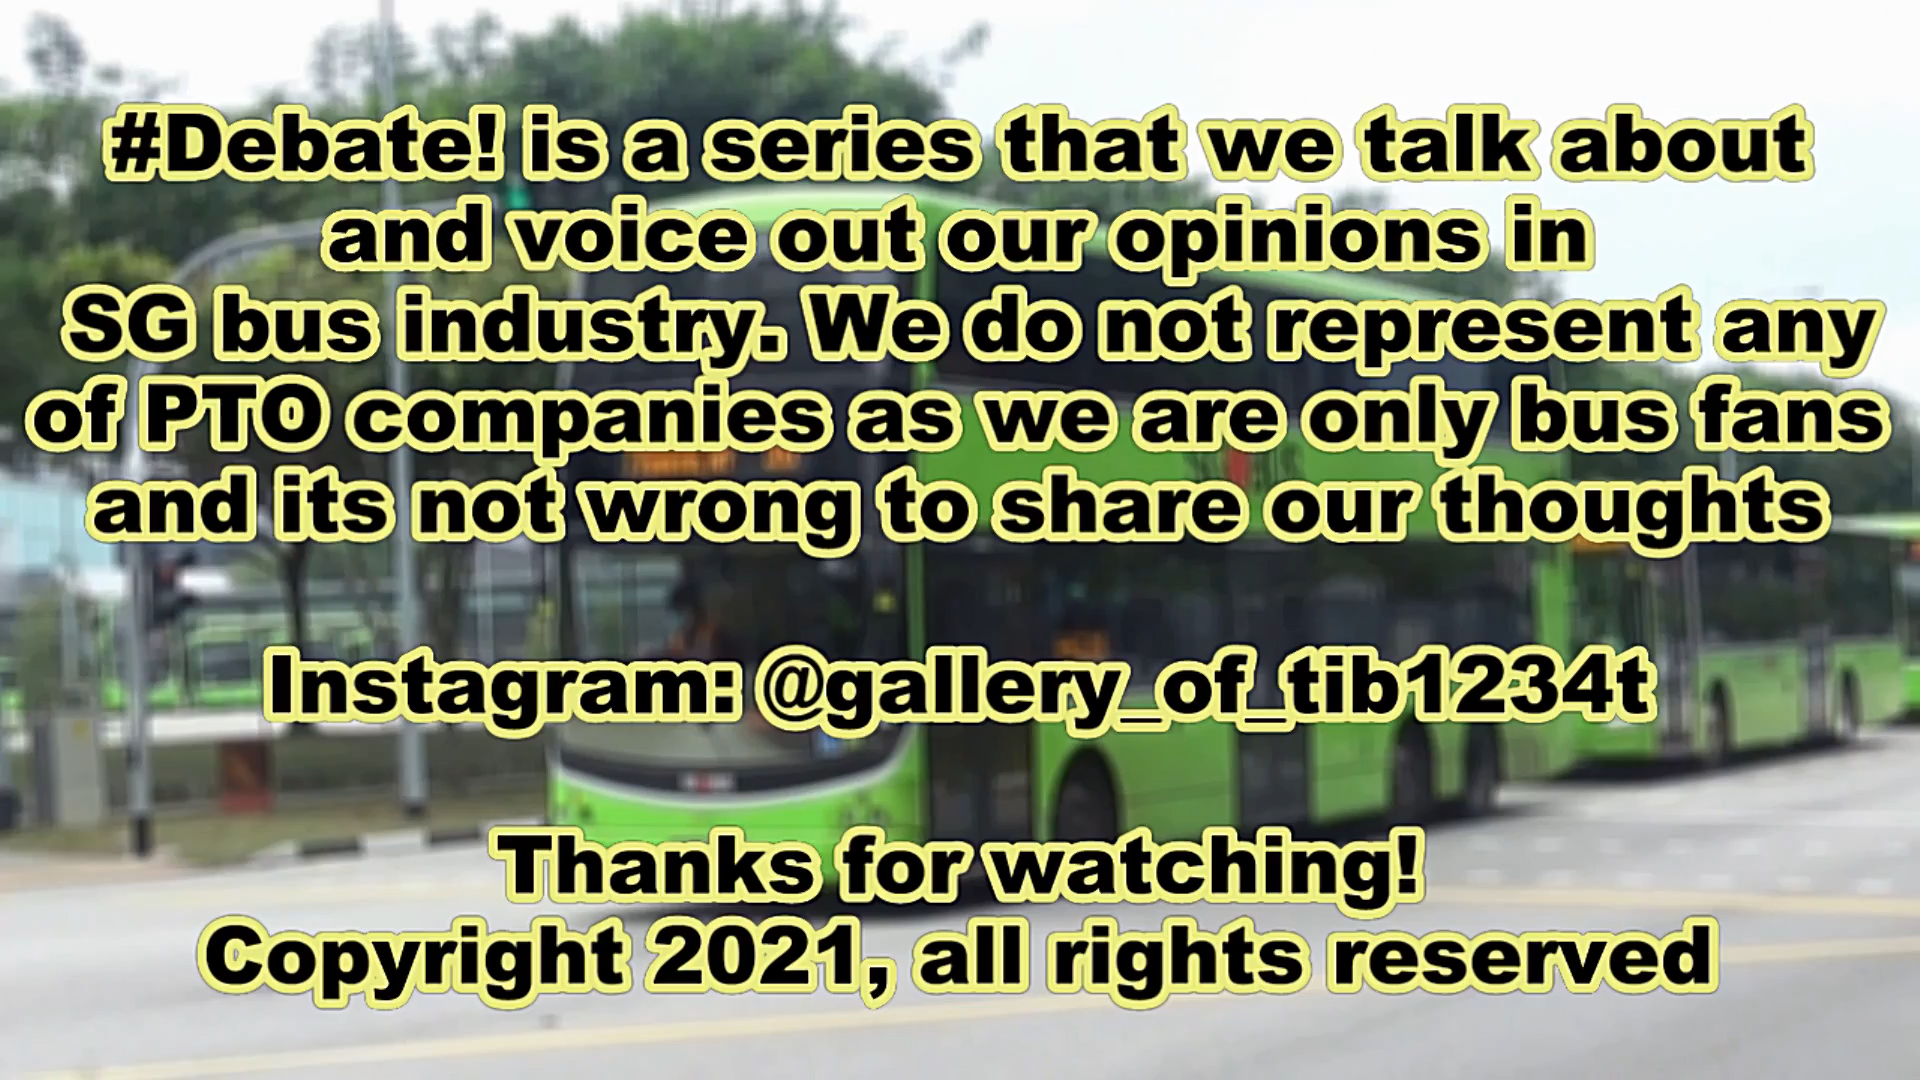 #Debate! is a series that we talk about
and voice out our opinions in
SG bus industry. We do not represent any
of PTO companies as we are only bus fans
and its not wrong to share our thoughts
Instagram: @gallery_of_tib1234t
Thanks for watching!
Copyright 2021, all rights reserved